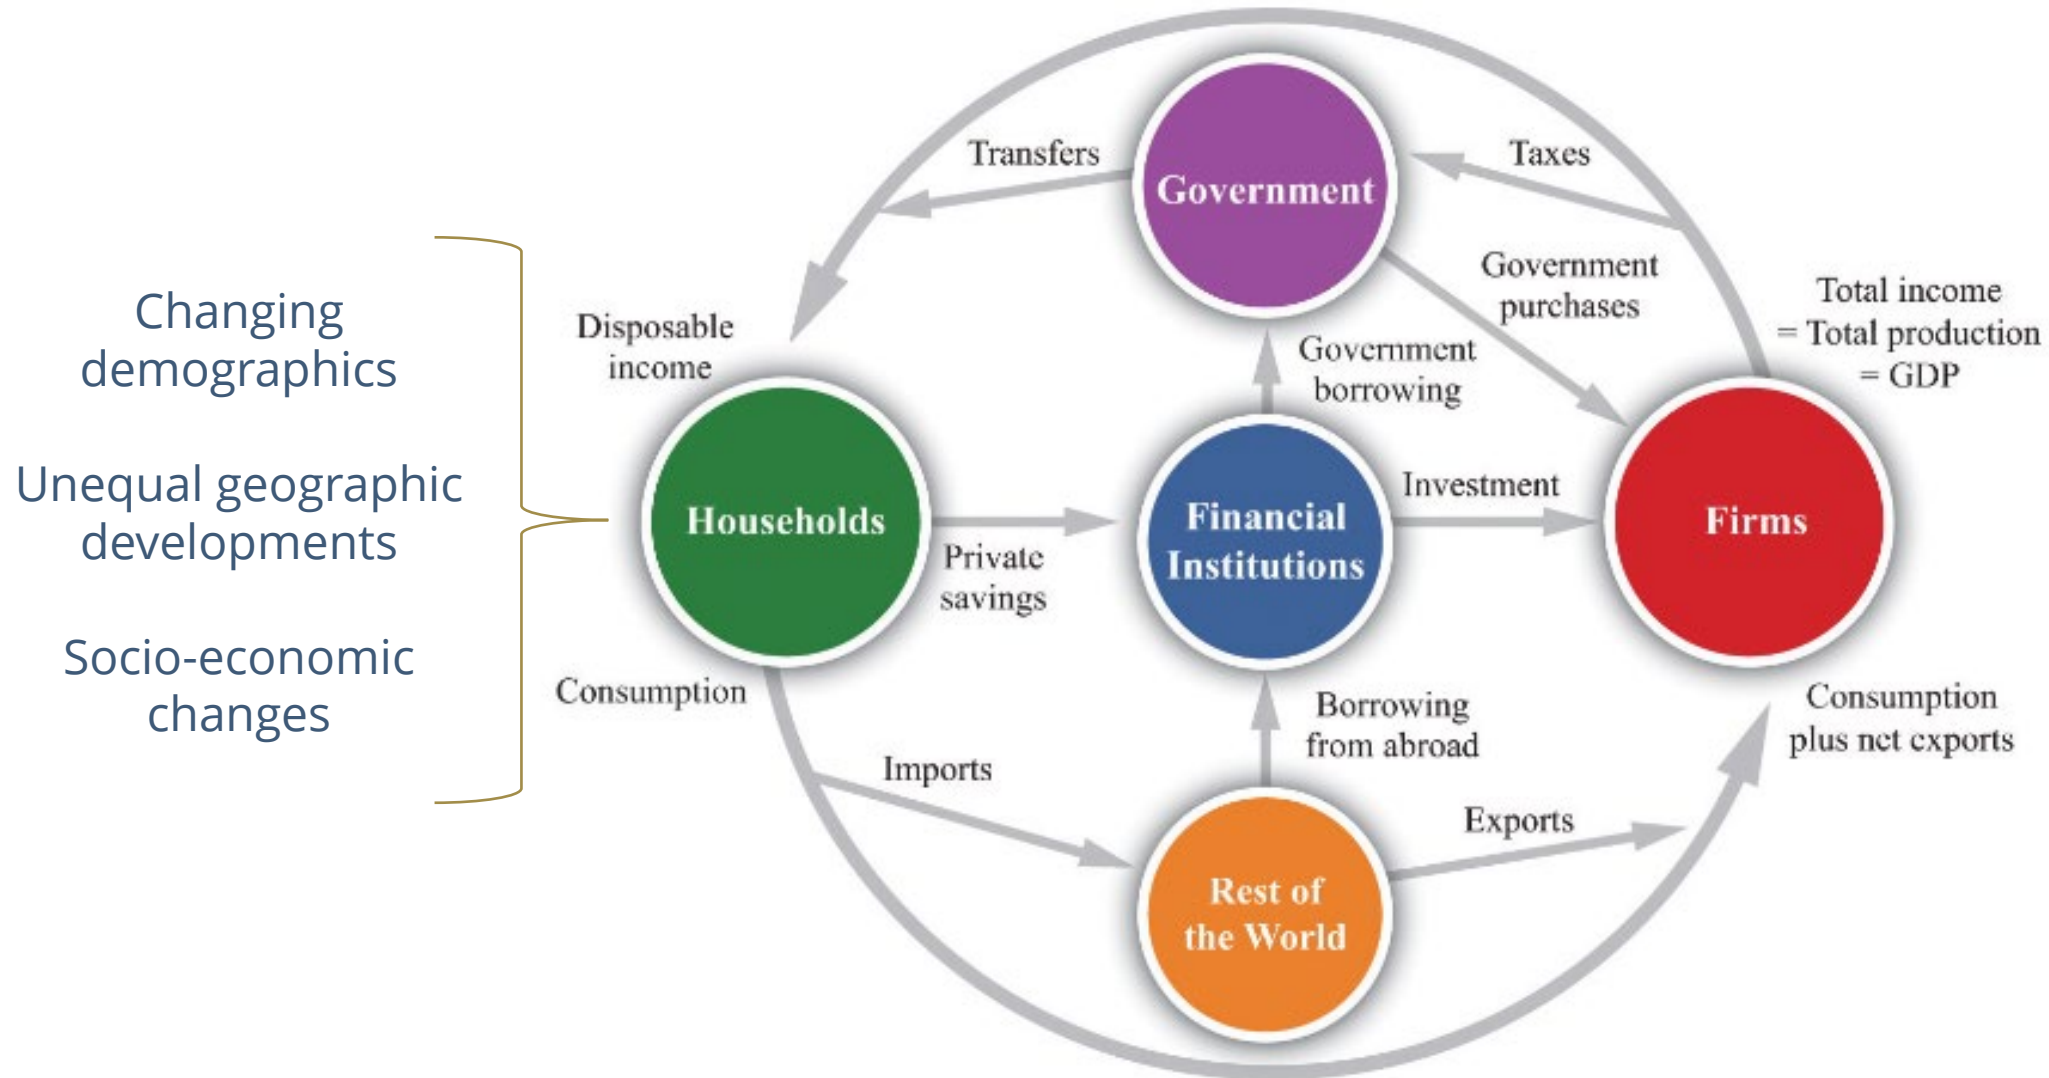 Changing
demographics
Unequal geographic
developments
Socio-economic
changes
Transfers
Government
Taxes
Government
purchases
Total income
= Total production
= GDP
Disposable
income
Government
borrowing
Households
Private
savings
Financial
Institutions
Investment
Firms
Consumption
Imports
Borrowing
from abroad
Exports
Consumption
plus net exports
Rest of
the World